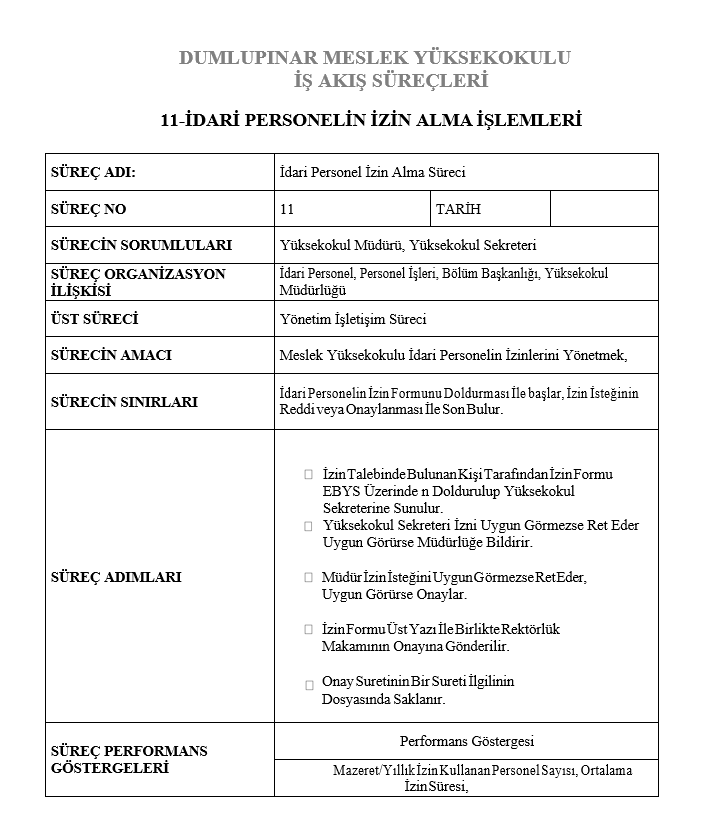 DUMLUPINAR MESLEK YÜKSEKOKULU
İŞ AKIŞ SÜREÇLERİ
11-İDARİ PERSONELİN İZİN ALMA İŞLEMLERİ
SÜREÇ ADI: İdari Personel İzin Alma Süreci
SÜREÇ NO 11 TARİH
SÜRECİN SORUMLULARI Yüksekokul Müdürü, Yüksekokul Sekreteri
SÜREÇ ORGANİZASYON
İLİŞKİSİ
İdari Personel, Personel İşleri, Bölüm Başkanlığı, Yüksekokul
Müdürlüğü
ÜST SÜRECİ Yönetim İşletişim Süreci
SÜRECİN AMACI Meslek Yüksekokulu İdari Personelin İzinlerini Yönetmek,
SÜRECİN SINIRLARI
İdari Personelin İzin Formunu Doldurması İle başlar, İzin İsteğinin
Reddi veya Onaylanması İle Son Bulur.
SÜREÇ ADIMLARI
İzin Talebinde Bulunan Kişi Tarafından İzin Formu
EBYS Üzerinde n Doldurulup Yüksekokul
Sekreterine Sunulur.
Yüksekokul Sekreteri İzni Uygun Görmezse Ret Eder
Uygun Görürse Müdürlüğe Bildirir.
Müdür İzin İsteğini Uygun Görmezse Ret Eder,
Uygun Görürse Onaylar.
İzin Formu Üst Yazı İle Birlikte Rektörlük
Makamının Onayına Gönderilir.
Onay Suretinin Bir Sureti İlgilinin
Dosyasında Saklanır.
SÜREÇ PERFORMANS
GÖSTERGELERİ
Performans Göstergesi
Mazeret/Yıllık İzin Kullanan Personel Sayısı, Ortalama
İzin Süresi,